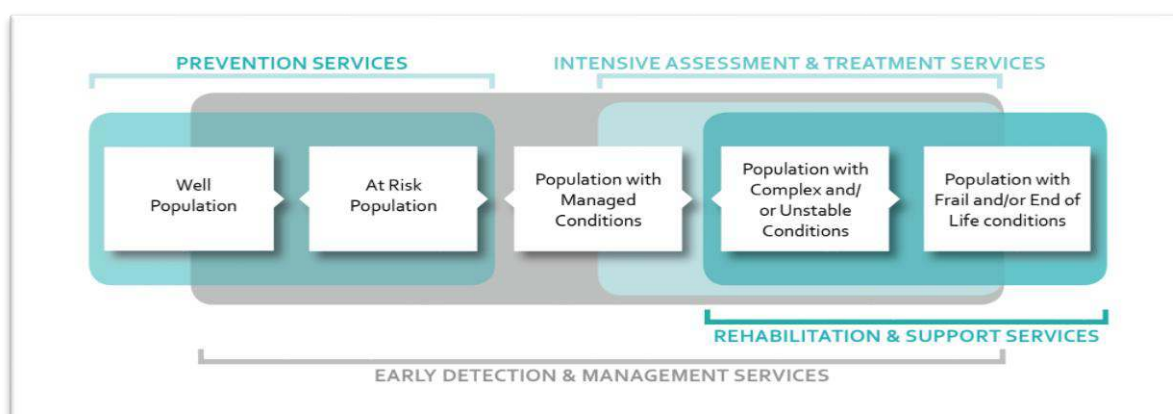 PREVENTION SERVICES
INTENSIVE ASSESSMENT & TREATMENT SERVICES
Well
Population
At Risk
Population
Population with
Managed
Conditions
Population with
Complex and/
or Unstable
Conditions
Population with
Frail and/or End of
Life conditions
REHABILITATION & SUPPORT SERVICES
EARLY DETECTION & MANAGEMENT SERVICES